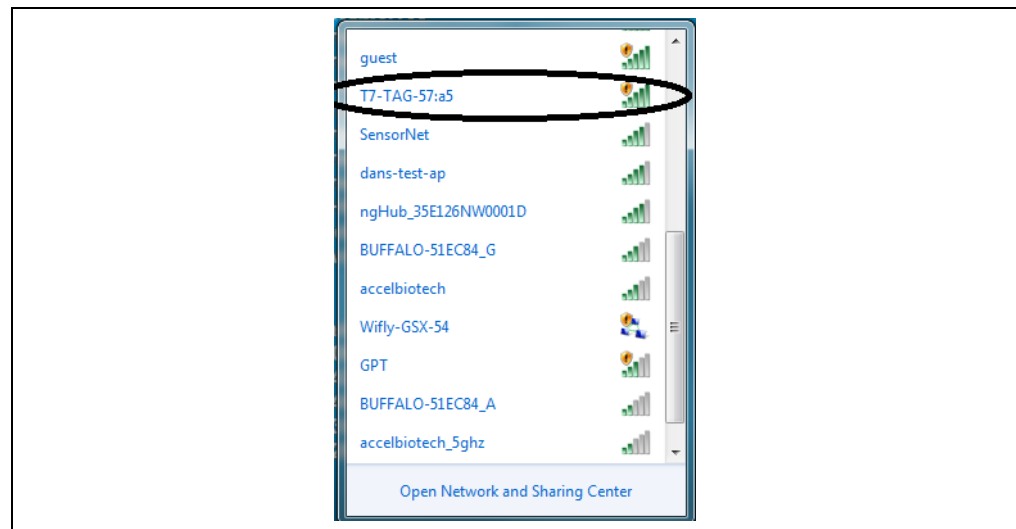 guest
T7-TAG-57:a5
SensorNet
dans-test-ap
ngHub_35E126NW0001D
BUFFALO-51EC84_G
accelbiotech
Wifly-GSX-54
GPT
BUFFALO-51EC84_A
accelbiotech_5ghz
Open Network and Sharing Center